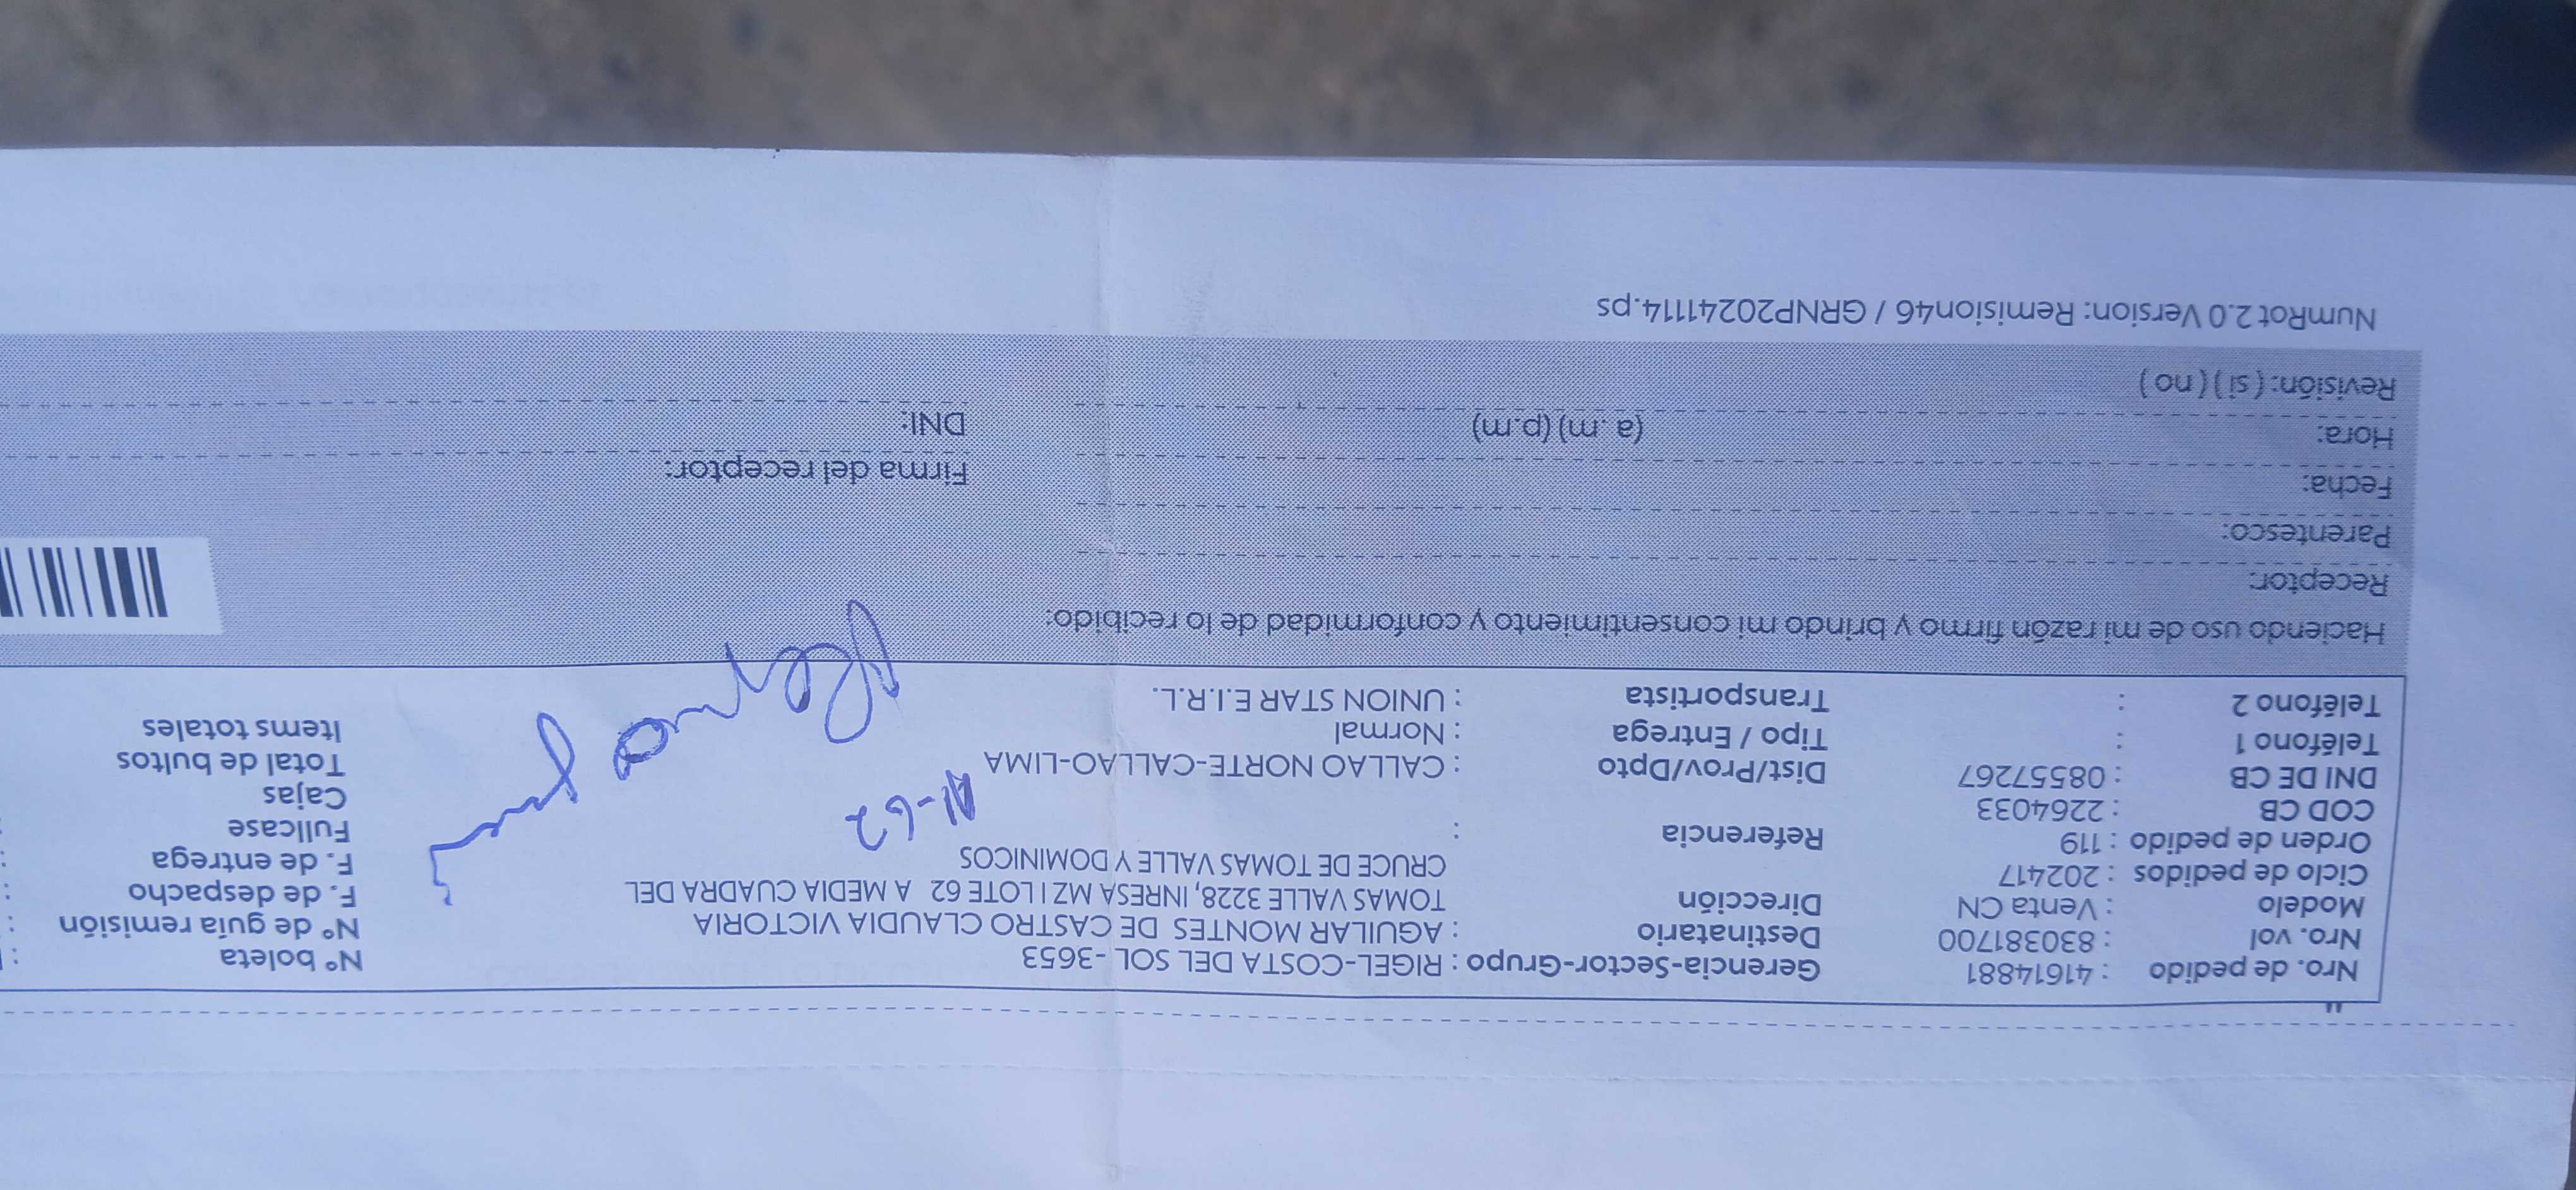 Nro. de pedido : 41614881 Gerencia-Sector-Grupo : RIGEL-COSTA DEL SOL -3653 N° boleta :
Nro. vol : 830381700 Destinatario : AGUILAR MONTES DE CASTRO CLAUDIA VICTORIA N° de guía remisión :
Modelo : Venta CN Dirección TOMAS VALLE 3228, INRESA MZ I LOTE 62 A MEDIA CUADRA DEL F. de despacho :
Ciclo de pedidos : 202417 CRUCE DE TOMAS VALLE Y DOMINICOS F. de entrega :
Orden de pedido : 119 Referencia : Fullcase
COD CB : 2264033 Cajas
DNI DE CB : 08557267 Dist/Prov/Dpto : CALLAO NORTE-CALLAO-LIMA Total de bultos
Teléfono 1 : Tipo / Entrega : Normal Items totales
Teléfono 2 : Transportista : UNION STAR E.I.R.L.
Haciendo uso de mi razón firmo y brindo mi consentimiento y conformidad de lo recibido:
Receptor:
Parentesco:
Fecha: Firma del receptor:
Hora: (a .m) (p.m) DNI:
Revisión: ( si ) ( no )
NumRot 2.0 Version: Remision46 / GRNP20241114.ps